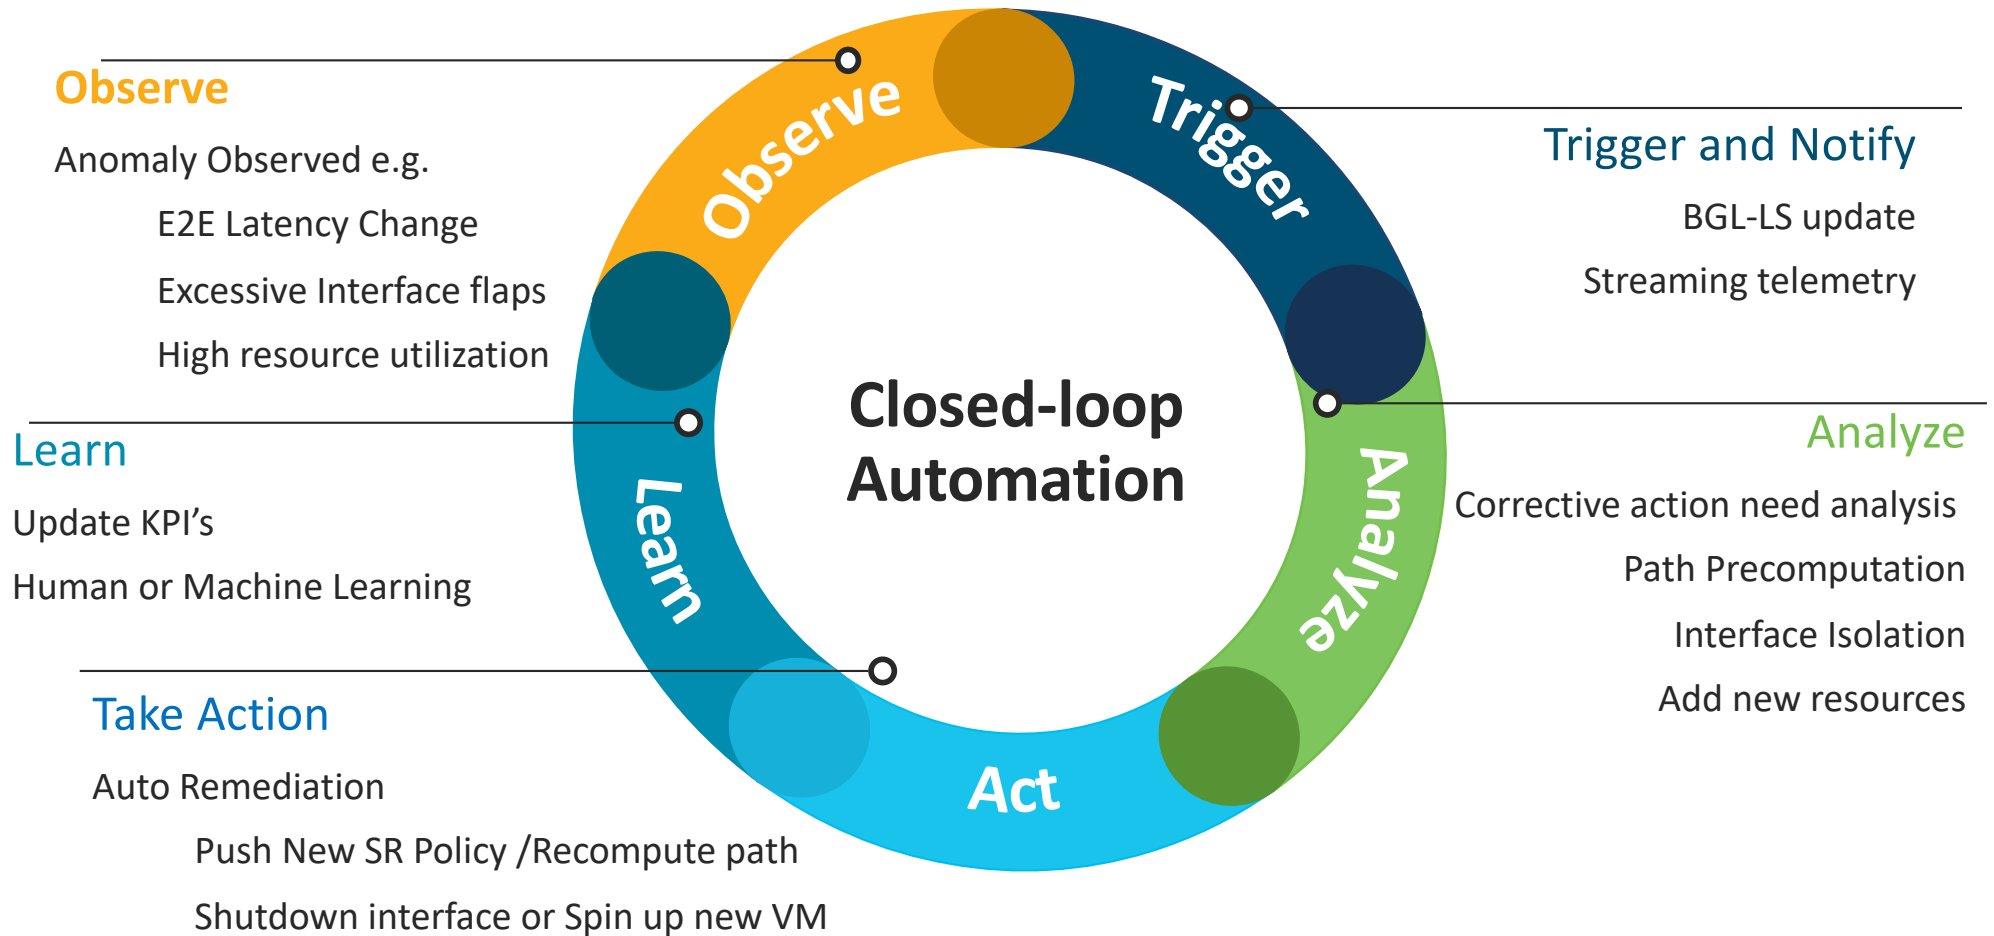 Observe
Anomaly Observed e.g.
E2E Latency Change
Excessive Interface flaps
High resource utilization
Learn
Update KPI’s
Human or Machine Learning
Take Action
Auto Remediation
Push New SR Policy /Recompute path
Shutdown interface or Spin up new VM
Observe
Trigger
Analyze
Act
Learn
Closed-loop
Automation
Trigger and Notify
BGL-LS update
Streaming telemetry
Analyze
Corrective action need analysis
Path Precomputation
Interface Isolation
Add new resources